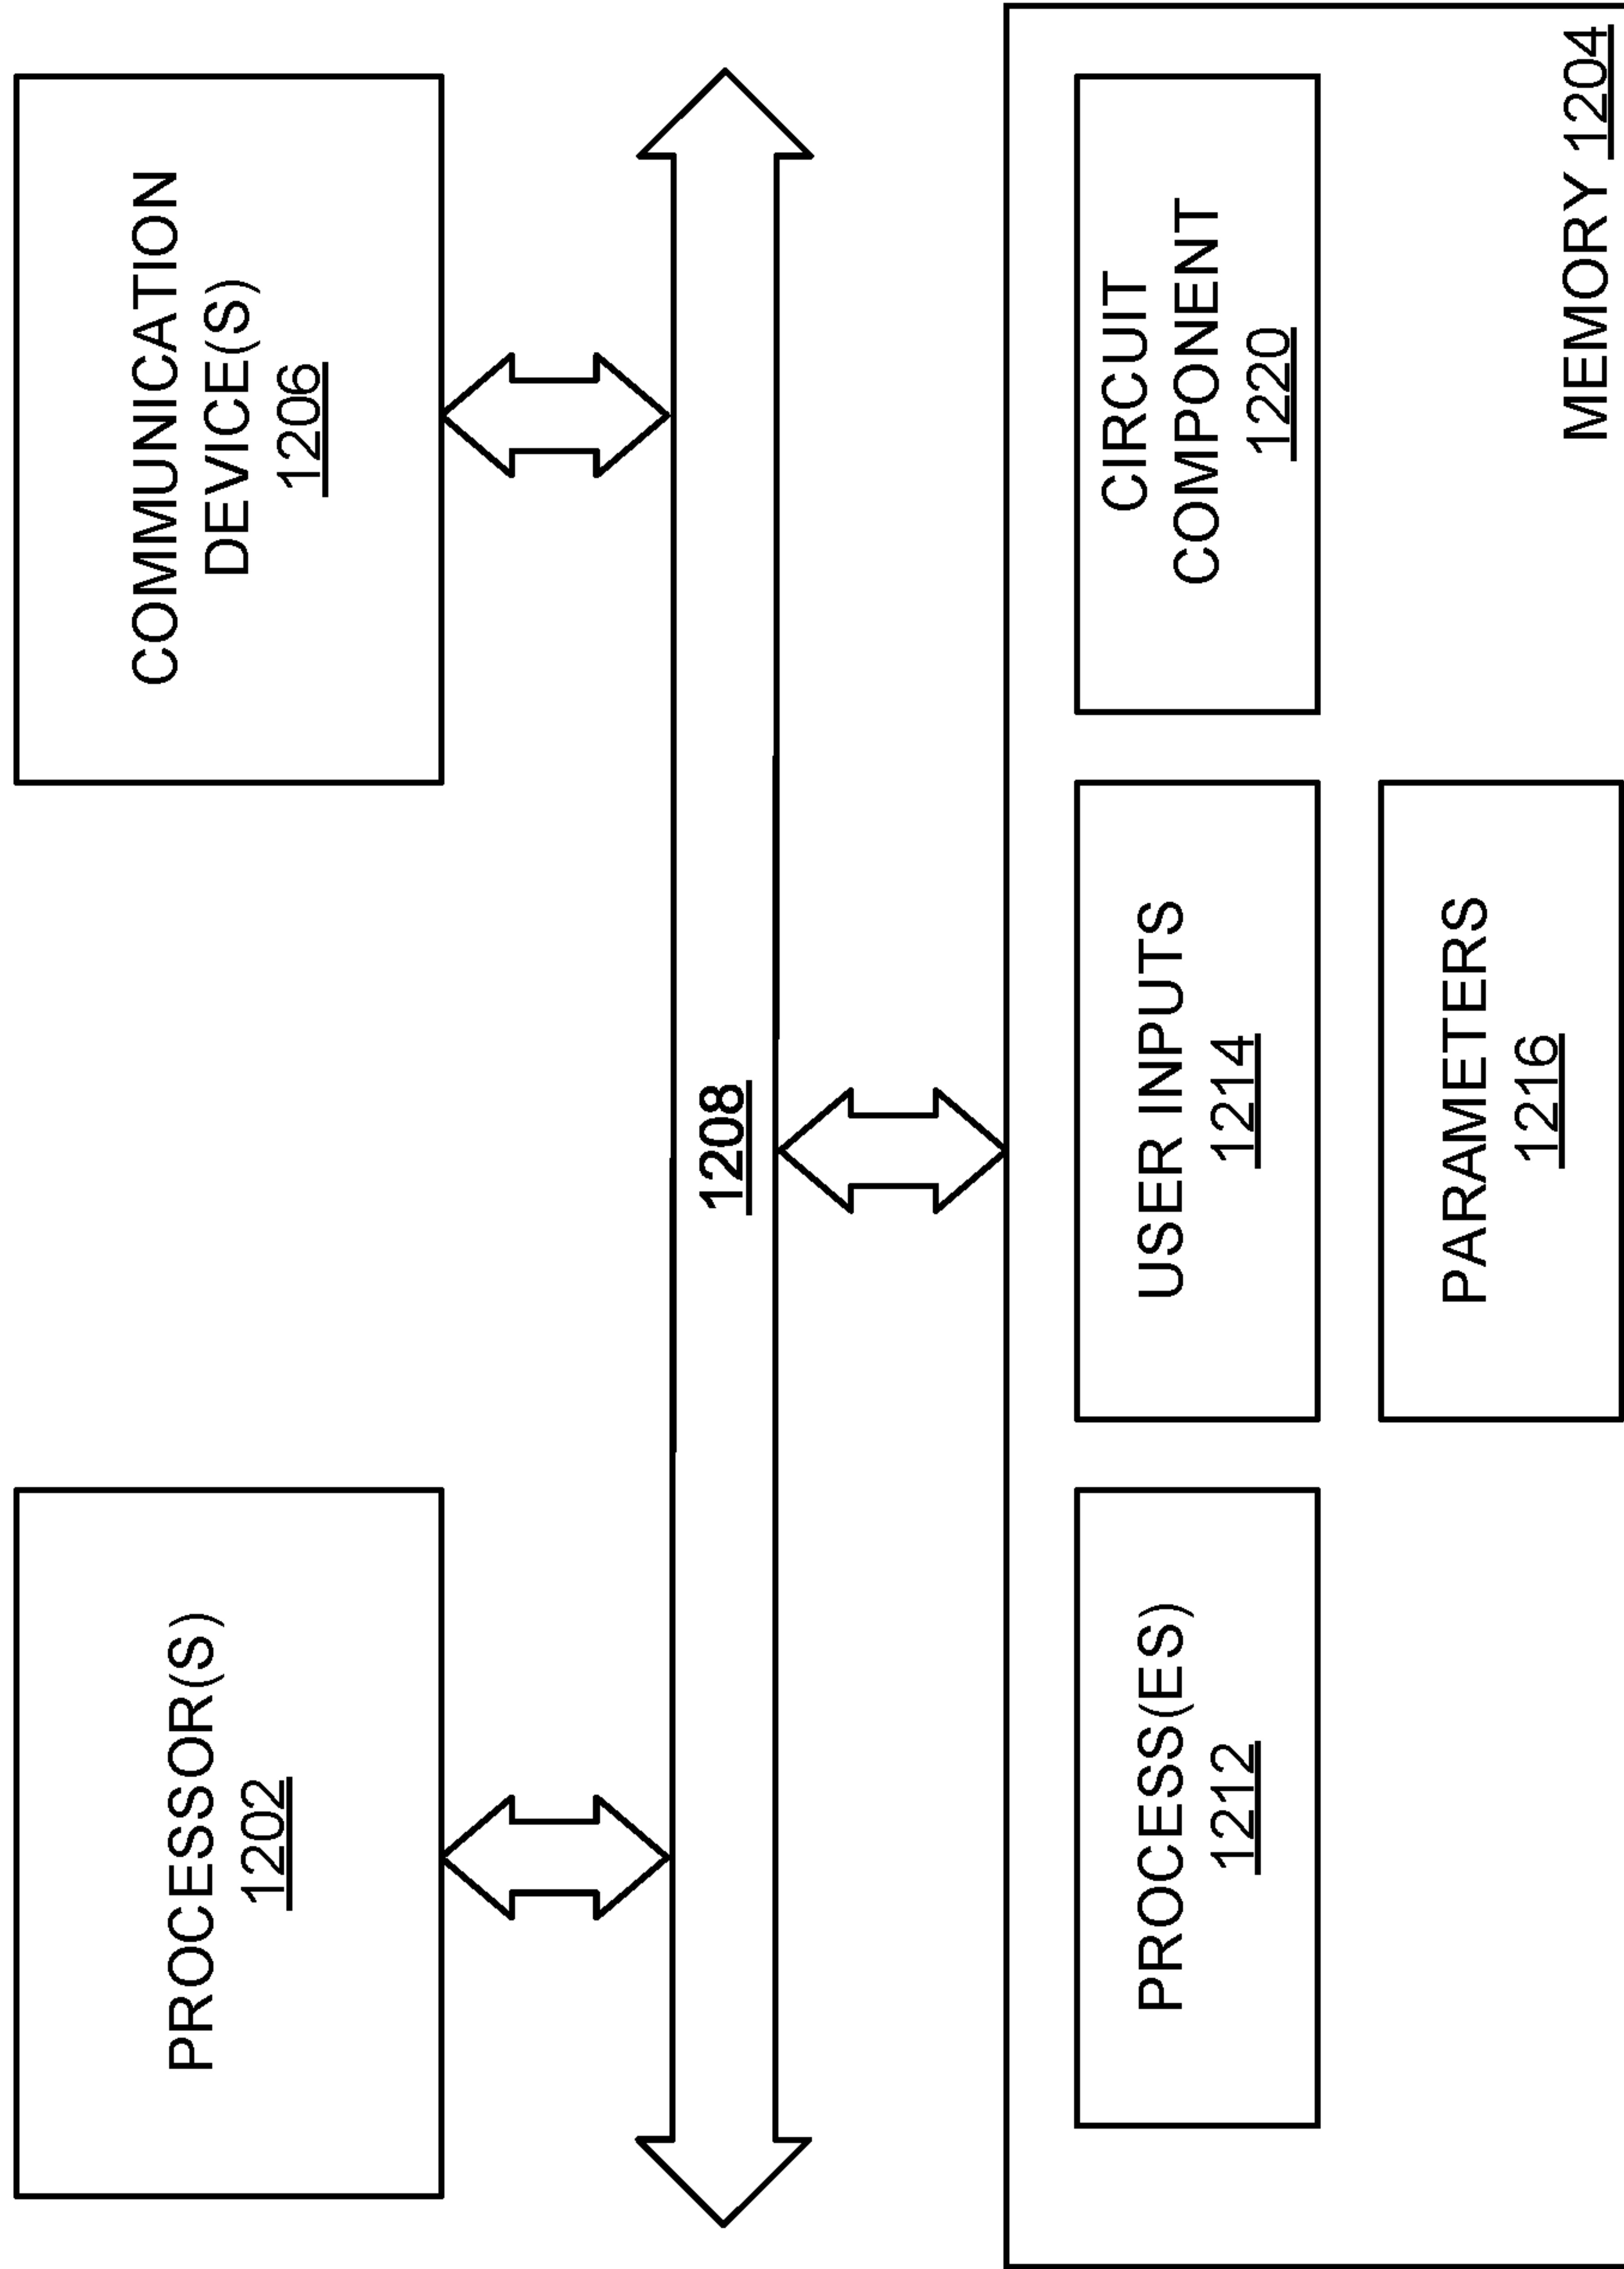 PROCESSOR(S)
1202
COMMUNICATION
DEVICE(S)
1206
1208
PROCESS(ES)
1212
USER INPUTS
1214
CIRCUIT
COMPONENT
1220
PARAMETERS
1216
MEMORY 1204